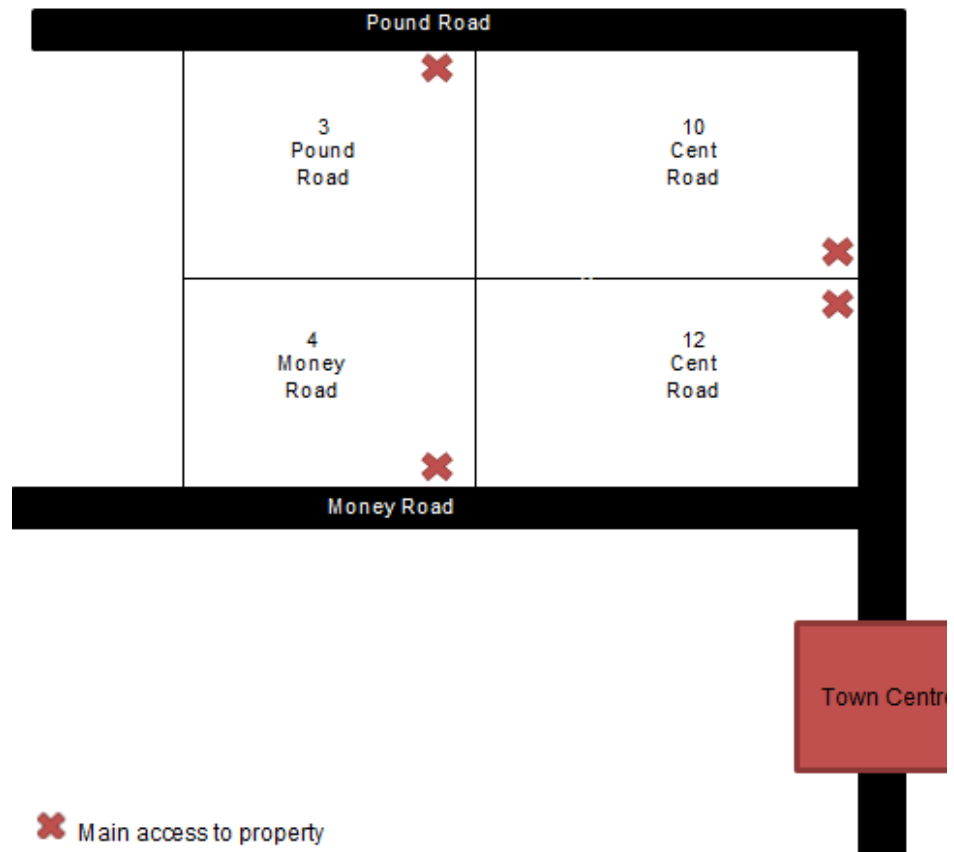 Pound Road
3
Pound
Road
10
Cent
Road
4
Money
Road
12
Cent
Road
Money Road
Town Centr
Main access to property